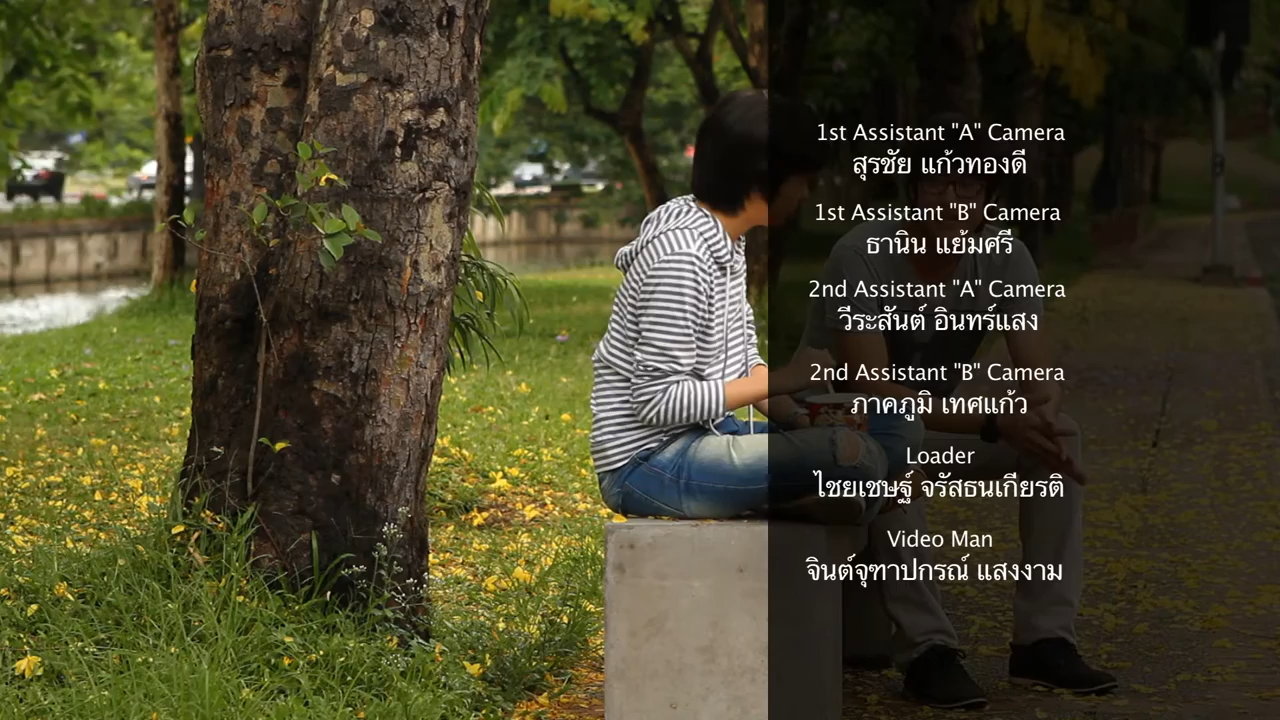 1st Assistant "A" Camera
สุรชัย แก้วทองดี
1st Assistant "B" Camera
ธานิน แย้มศรี
2nd Assistant "A" Camera
วีระสันต์ อินทร์แสง
2nd Assistant "B" Camera
ภาคภูมิ เทศแก้ว
Loader
ไชยเชษฐ์ จรัสธนเกียรติ
Video Man
จินต์จุฑาปกรณ์ แสงงาม